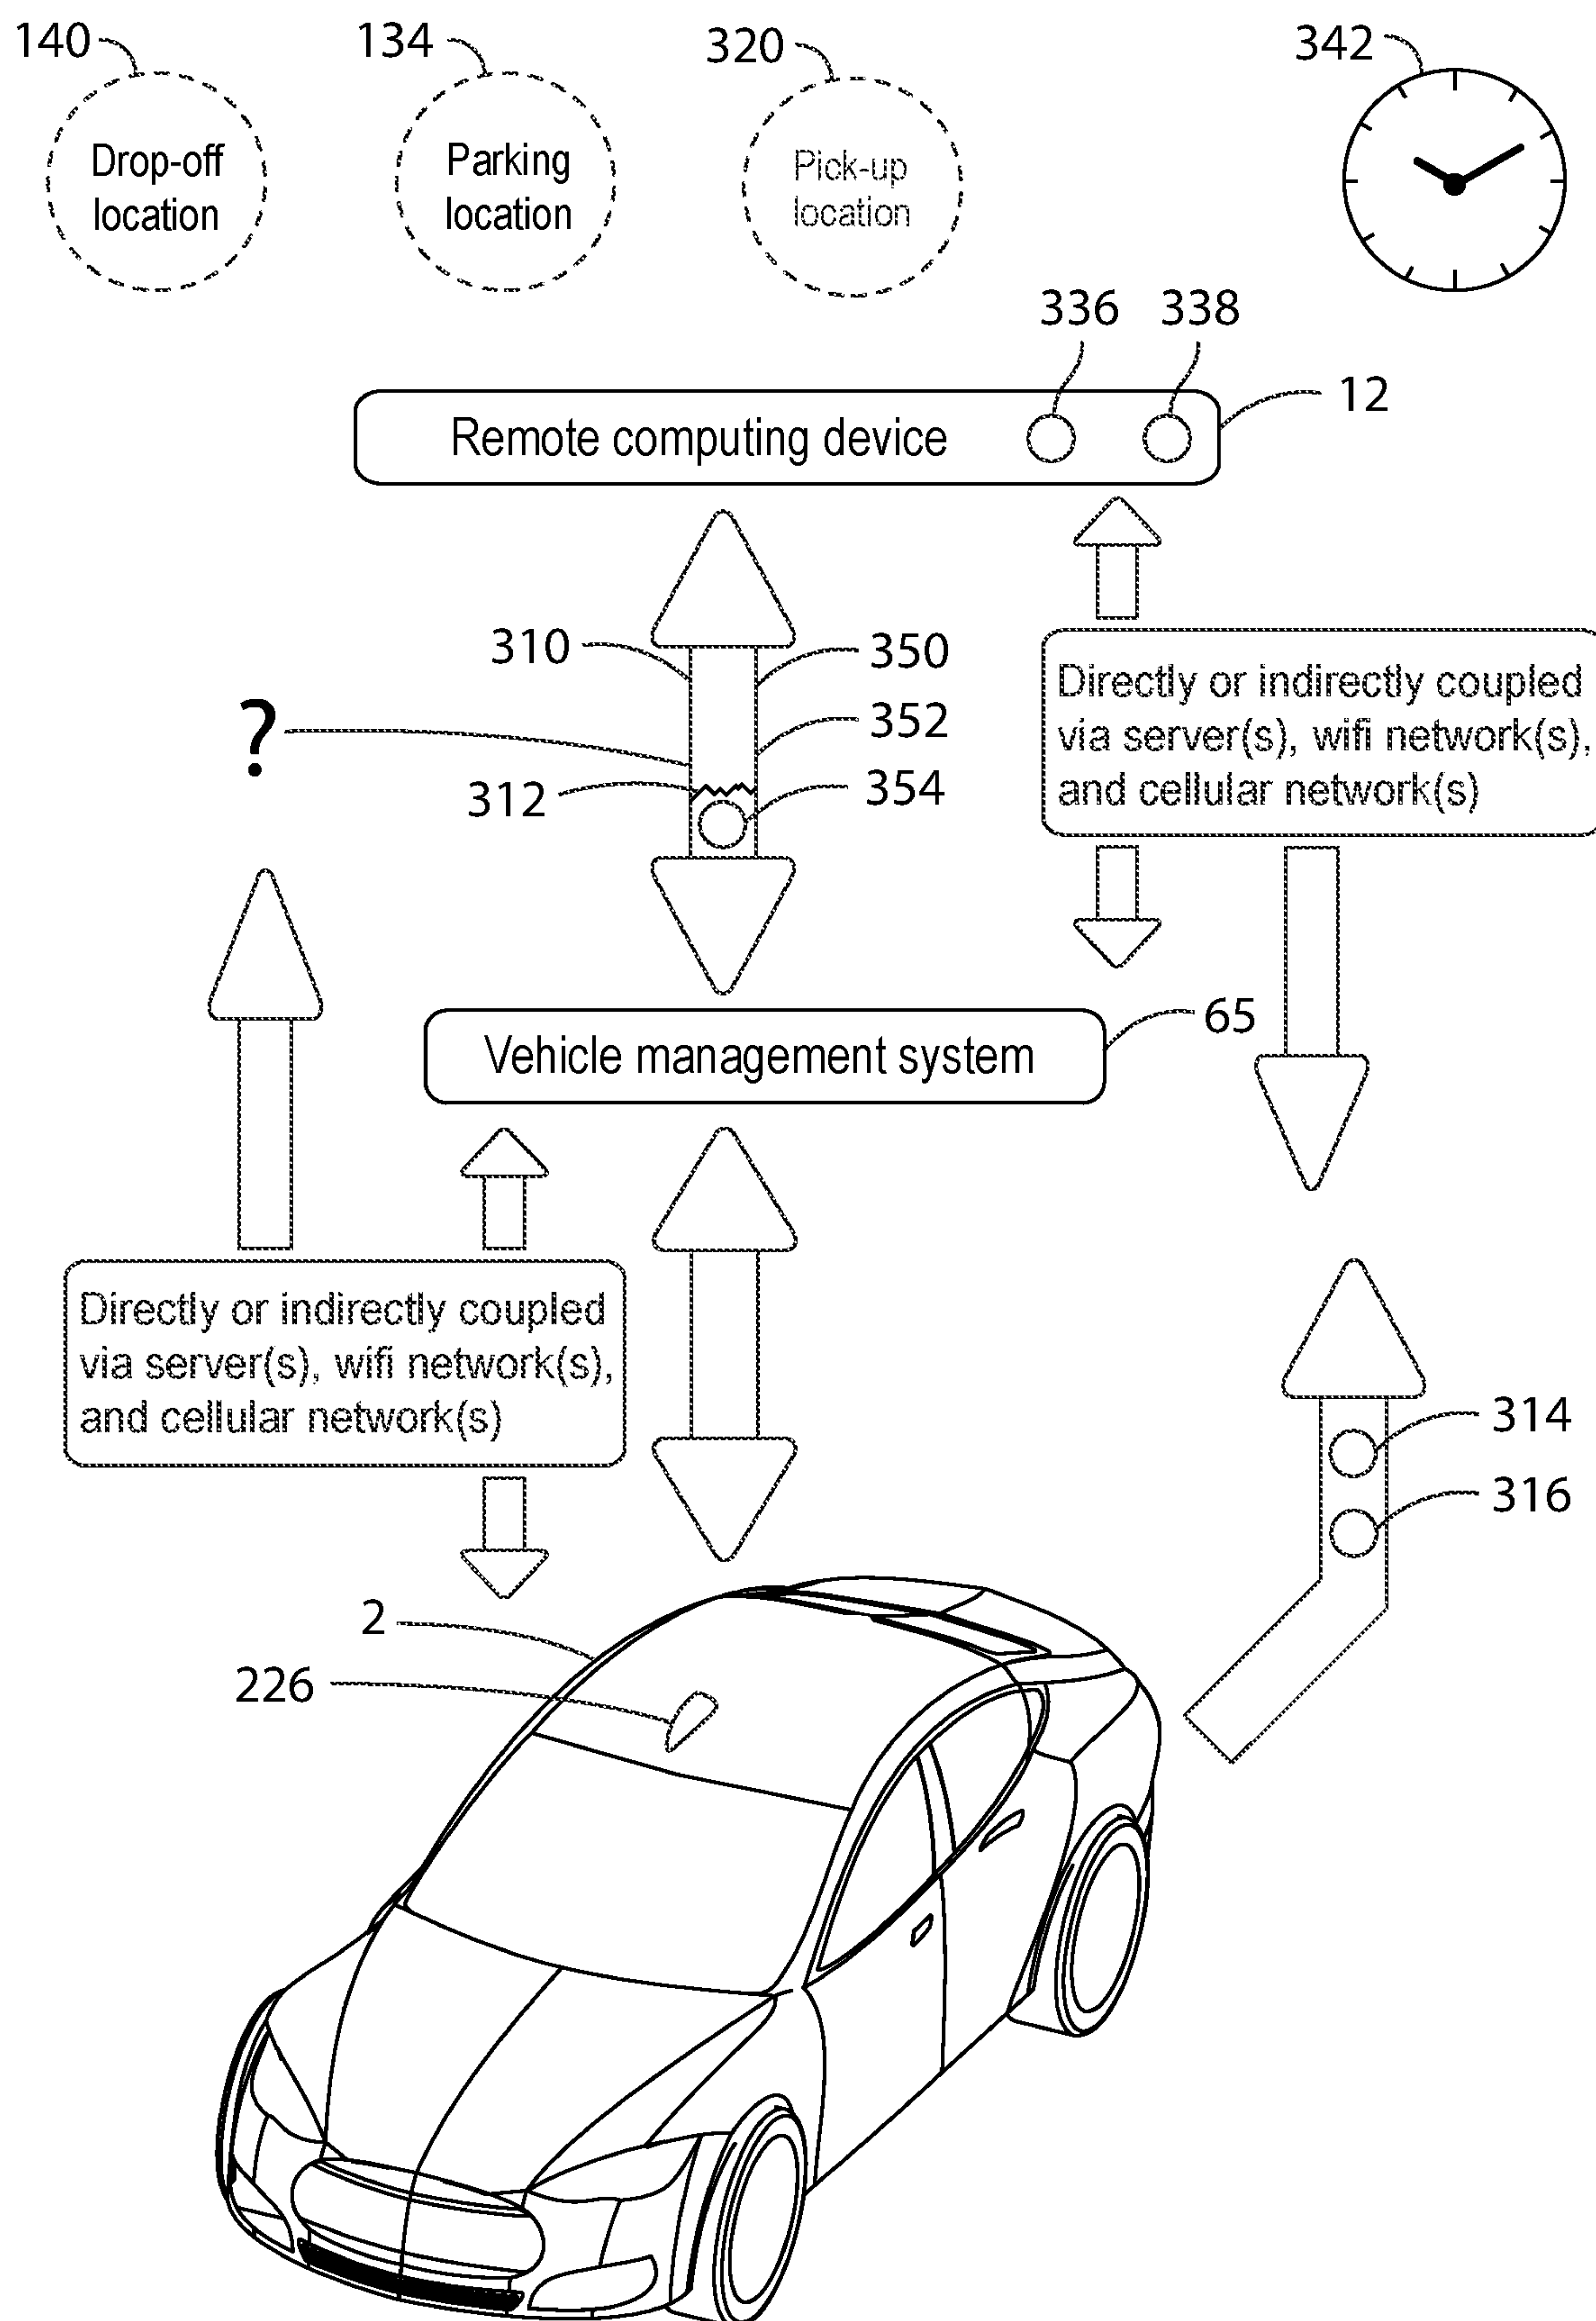 140
134
320
342
Drop-off
location
Parking
location
Pick-up
location
336
338
Remote computing device
12
310
350
Directly or indirectly coupled
via server(s), wifi network(s),
and cellular network(s)
?
352
312
354
Vehicle management system
65
Directly or indirectly coupled
via server(s), wifi network(s),
and cellular network(s)
314
316
2
226